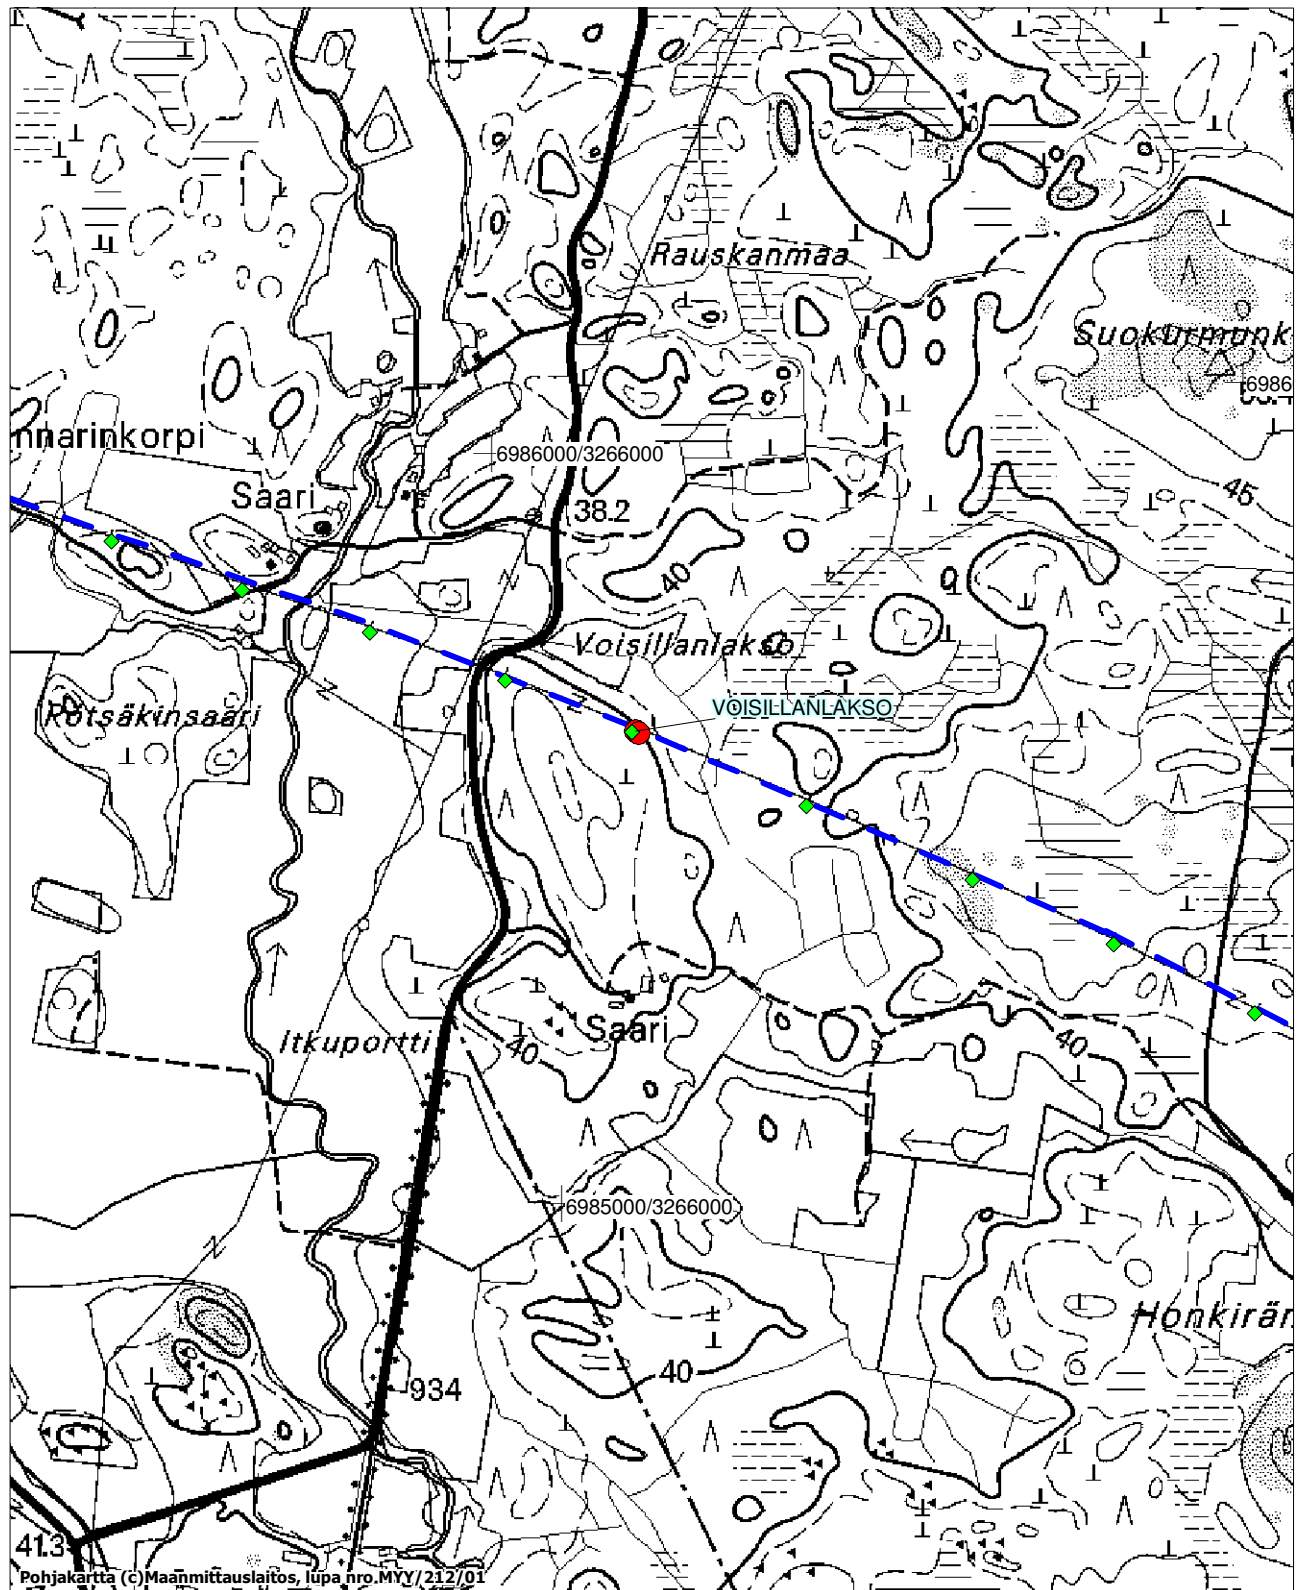 Rauskanmaa
Suokurmunk
6986
nnarinkorpi
6986000/3266000
Saari
38.2
45
40
Voisillanlakso
VOISILLANLAKSO
Rotsäkinsaari
Itkuportti
40
Saari
40
6985000/3266000
Honkirän
40
934
41.3
Pohjakartta (c)Maanmittauslaitos, lupa nro.MYY/212/01